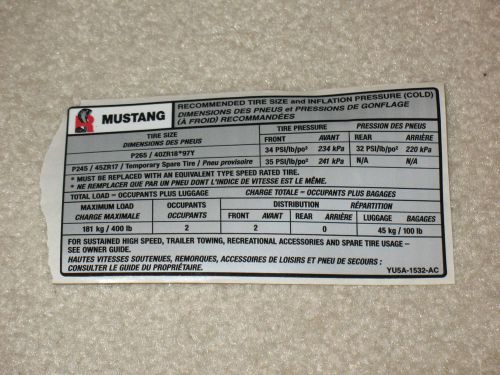 MUSTANG
RECOMMENDED TIRE SIZE and INFLATION PRESSURE (COLD)
DIMENSIONS DES PNEUS et PRESSIONS DE GONFLAGE
(À FROID) RECOMMANDÉES
TIRE SIZE
DIMENSIONS DES PNEUS
TIRE PRESSURE PRESSION DES PNEUS
FRONT AVANT REAR ARRIÈRE
P265 / 40ZR18*97Y 34 PSI/lb/po² 234 kPa 32 PSI/lb/po² 220 kPa
P245 / 45ZR17 / Temporary Spare Tire / Pneu provisoire 35 PSI/lb/po² 241 kPa N/A N/A
* MUST BE REPLACED WITH AN EQUIVALENT TYPE SPEED RATED TIRE.
* NE REMPLACER QUE PAR UN PNEU DONT L'INDICE DE VITESSE EST LE MÊME.
TOTAL LOAD – OCCUPANTS PLUS LUGGAGE CHARGE TOTALE – OCCUPANTS PLUS BAGAGES
MAXIMUM LOAD OCCUPANTS DISTRIBUTION RÉPARTITION
CHARGE MAXIMALE OCCUPANTS FRONT AVANT REAR ARRIÈRE LUGGAGE BAGAGES
181 kg / 400 lb 2 2 0 45 kg / 100 lb
FOR SUSTAINED HIGH SPEED, TRAILER TOWING, RECREATIONAL ACCESSORIES AND SPARE TIRE USAGE –
SEE OWNER GUIDE.
HAUTES VITESSES SOUTENUES, REMORQUES, ACCESSOIRES DE LOISIRS ET PNEU DE SECOURS :
CONSULTER LE GUIDE DU PROPRIÉTAIRE.
YU5A-1532-AC